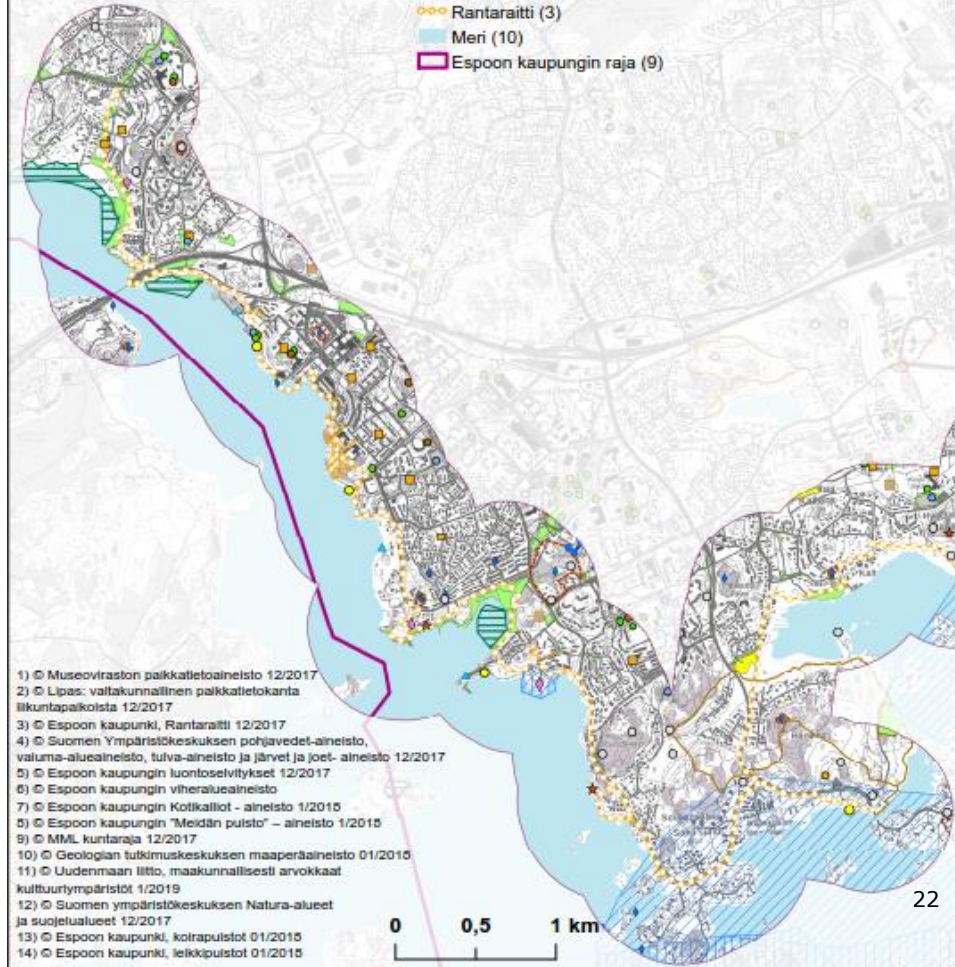 Rantaraitti (3)
Meri (10)
Espoon kaupungin raja (9)
1) © Museoviraston paikkatietoaineisto 12/2017
2) © Lipas: valtakunnallinen paikkatietokanta
liikuntapaikoista 12/2017
3) © Espoon kaupunki, Rantaraitti 12/2017
4) © Suomen Ympäristökeskuksen pohjavedet-aineisto,
valuma-alueaineisto, tulva-aineisto ja järvet ja joet- aineisto 12/2017
5) © Espoon kaupungin luontoselvitykset 12/2017
6) © Espoon kaupungin viheralueaineisto
7) © Espoon kaupungin Kotikalliot - aineisto 1/2018
8) © Espoon kaupungin "Meidän puisto" – aineisto 1/2018
9) © MML kuntaraja 12/2017
10) © Geologian tutkimuskeskuksen maaperäaineisto 01/2018
11) © Uudenmaan liitto, maakunnallisesti arvokkaat
kulttuuriympäristöt 1/2019
12) © Suomen ympäristökeskuksen Natura-alueet
ja suojelualueet 12/2017
13) © Espoon kaupunki, koirapuistot 01/2018
14) © Espoon kaupunki, leikkipuistot 01/2018
0 0,5 1 km
22